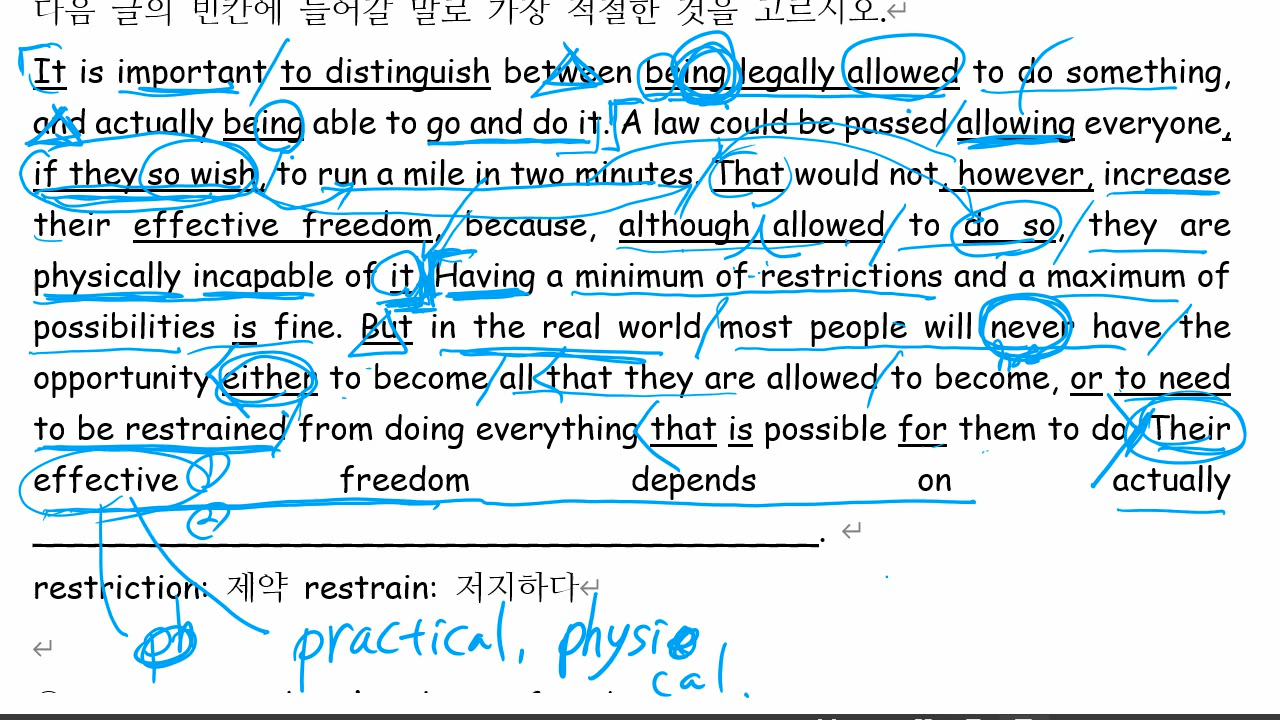 다음 글의 빈칸에 들어갈 말로 가장 적절한 것을 고르시오.
It is important to distinguish between being legally allowed to do something,
and actually being able to go and do it. A law could be passed allowing everyone,
if they so wish, to run a mile in two minutes. That would not, however, increase
their effective freedom, because, although allowed to do so, they are
physically incapable of it. Having a minimum of restrictions and a maximum of
possibilities is fine. But in the real world most people will never have the
opportunity either to become all that they are allowed to become, or to need
to be restrained from doing everything that is possible for them to do. Their
effective freedom depends on actually
① 
②
____________________.
restriction: 제약 restrain: 저지하다
ph practical, physic
cal.